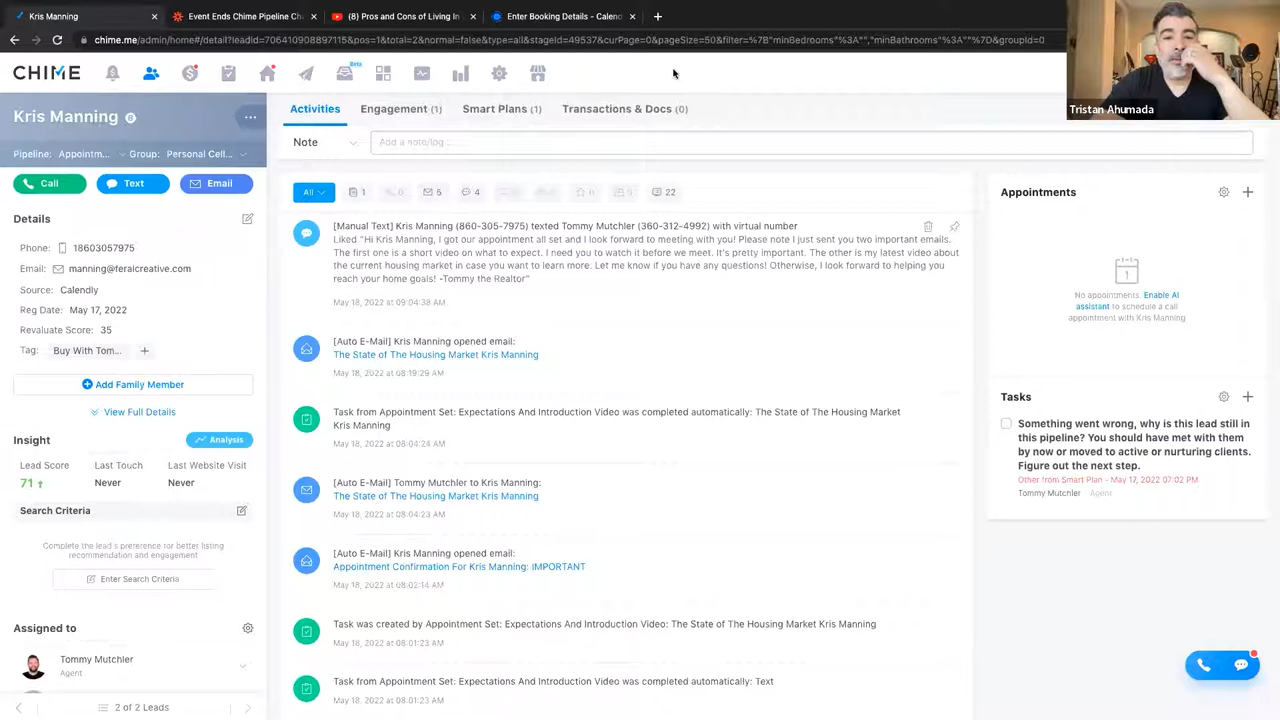 Kris Manning
Event Ends Chime Pipeline Ch
(8) Pros and Cons of Living In
Enter Booking Details - Calend
chime.me/admin/home#/detail?leadId=706410908897115&pos=1&total=2&normal=false&type=all&stageId=49537&curPage=0&pageSize=50&filter=%7B"minBedrooms"%3A"","minBathrooms"%3A""%7D&groupId=0
CHIME
Beta
Tristan Ahumada
Kris Manning
Pipeline: Appointm...
Group: Personal Cell...
Call
Text
Email
Details
Phone: 18603057975
Email: manning@feralcreative.com
Source: Calendly
Reg Date: May 17, 2022
Revaluate Score: 35
Tag: Buy With Tom...
Add Family Member
View Full Details
Insight
Analysis
Lead Score
Last Touch
Last Website Visit
71
Never
Never
Search Criteria
Complete the lead's preference for better listing
recommendation and engagement
Enter Search Criteria
Assigned to
Tommy Mutchler
Agent
2 of 2 Leads
Activities
Engagement (1)
Smart Plans (1)
Transactions & Docs (0)
Note
Add a note/log...
All
1
0
5
4
22
[Manual Text] Kris Manning (860-305-7975) texted Tommy Mutchler (360-312-4992) with virtual number
Liked "Hi Kris Manning, I got our appointment all set and I look forward to meeting with you! Please note I just sent you two important emails.
The first one is a short video on what to expect. I need you to watch it before we meet. It's pretty important. The other is my latest video about
the current housing market in case you want to learn more. Let me know if you have any questions! Otherwise, I look forward to helping you
reach your home goals! -Tommy the Realtor"
May 18, 2022 at 09:04:38 AM
[Auto E-Mail] Kris Manning opened email:
The State of The Housing Market Kris Manning
May 18, 2022 at 08:19:29 AM
Task from Appointment Set: Expectations And Introduction Video was completed automatically: The State of The Housing Market
Kris Manning
May 18, 2022 at 08:04:24 AM
[Auto E-Mail] Tommy Mutchler to Kris Manning:
The State of The Housing Market Kris Manning
May 18, 2022 at 08:04:23 AM
[Auto E-Mail] Kris Manning opened email:
Appointment Confirmation For Kris Manning: IMPORTANT
May 18, 2022 at 08:02:14 AM
Task was created by Appointment Set: Expectations And Introduction Video: The State of The Housing Market Kris Manning
May 18, 2022 at 08:01:23 AM
Task from Appointment Set: Expectations And Introduction Video was completed automatically: Text
May 18, 2022 at 08:01:23 AM
Appointments
1
No appointments. Enable AI
assistant to schedule a call
appointment with Kris Manning
Tasks
Something went wrong, why is this lead still in
this pipeline? You should have met with them
by now or moved to active or nurturing clients.
Figure out the next step.
Other from Smart Plan - May 17, 2022 07:02 PM
Tommy Mutchler Agent